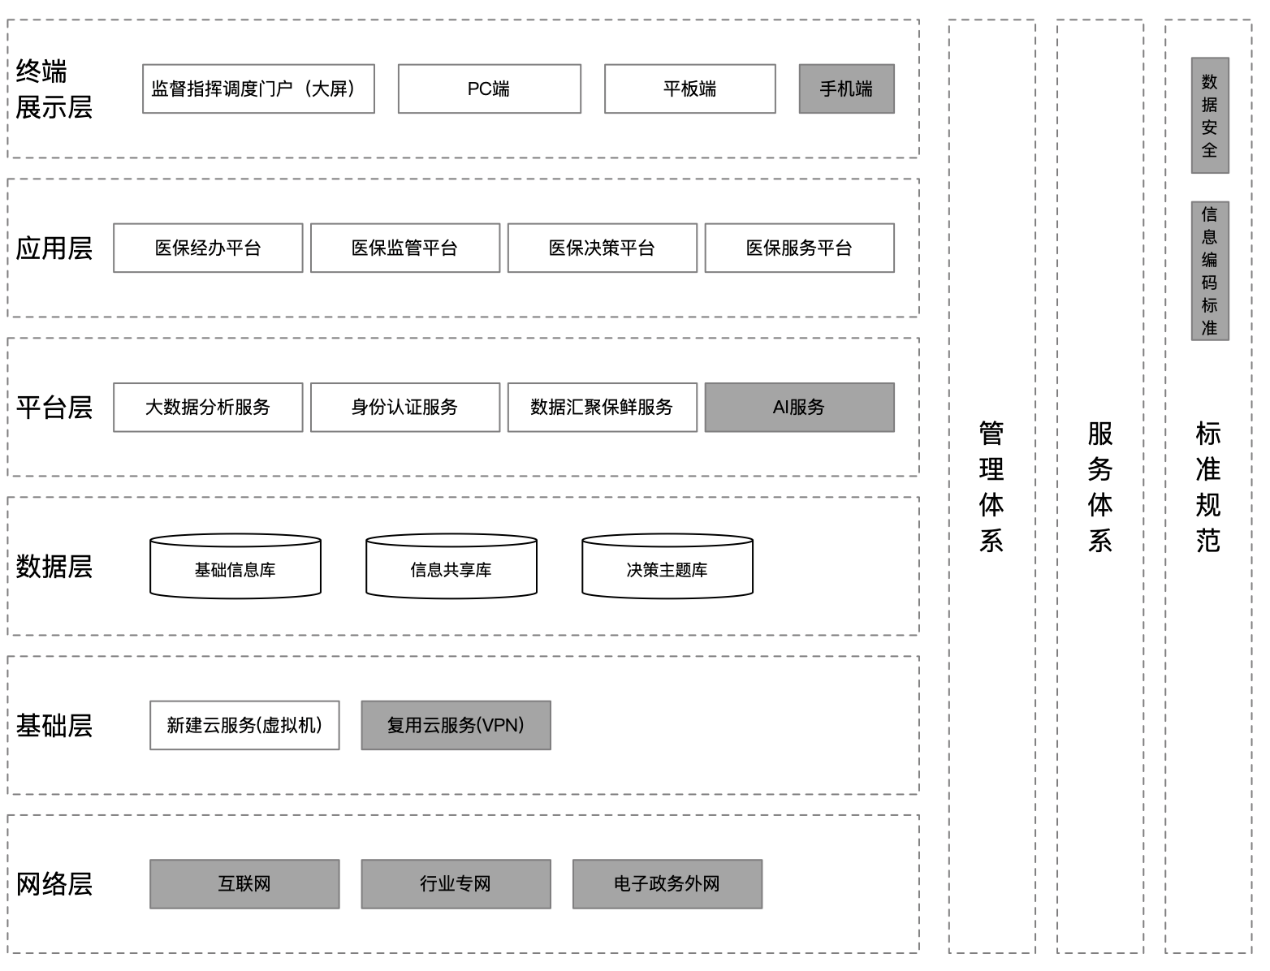 终端
展示层
监督指挥调度门户（大屏）
PC端
平板端
手机端
应用层
医保经办平台
医保监管平台
医保决策平台
医保服务平台
平台层
大数据分析服务
身份认证服务
数据汇聚保鲜服务
AI服务
数据层
基础信息库
信息共享库
决策主题库
基础层
新建云服务(虚拟机)
复用云服务(VPN)
网络层
互联网
行业专网
电子政务外网
管理体系
服务体系
数据安全
信息编码标准
标准规范